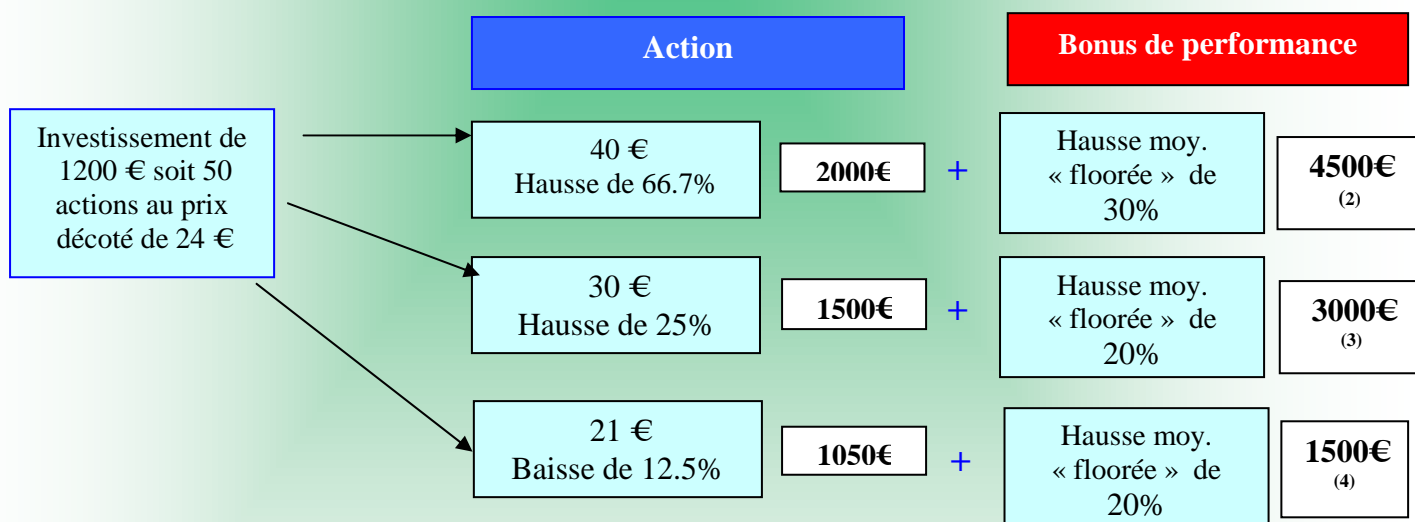 Action
Bonus de performance
Investissement de
1200 € soit 50
actions au prix
décoté de 24 €
40 €
Hausse de 66.7%
2000€
+
Hausse moy.
« floorée » de
30%
4500€
(2)
30 €
Hausse de 25%
1500€
+
Hausse moy.
« floorée » de
20%
3000€
(3)
21 €
Baisse de 12.5%
1050€
+
Hausse moy.
« floorée » de
20%
1500€
(4)